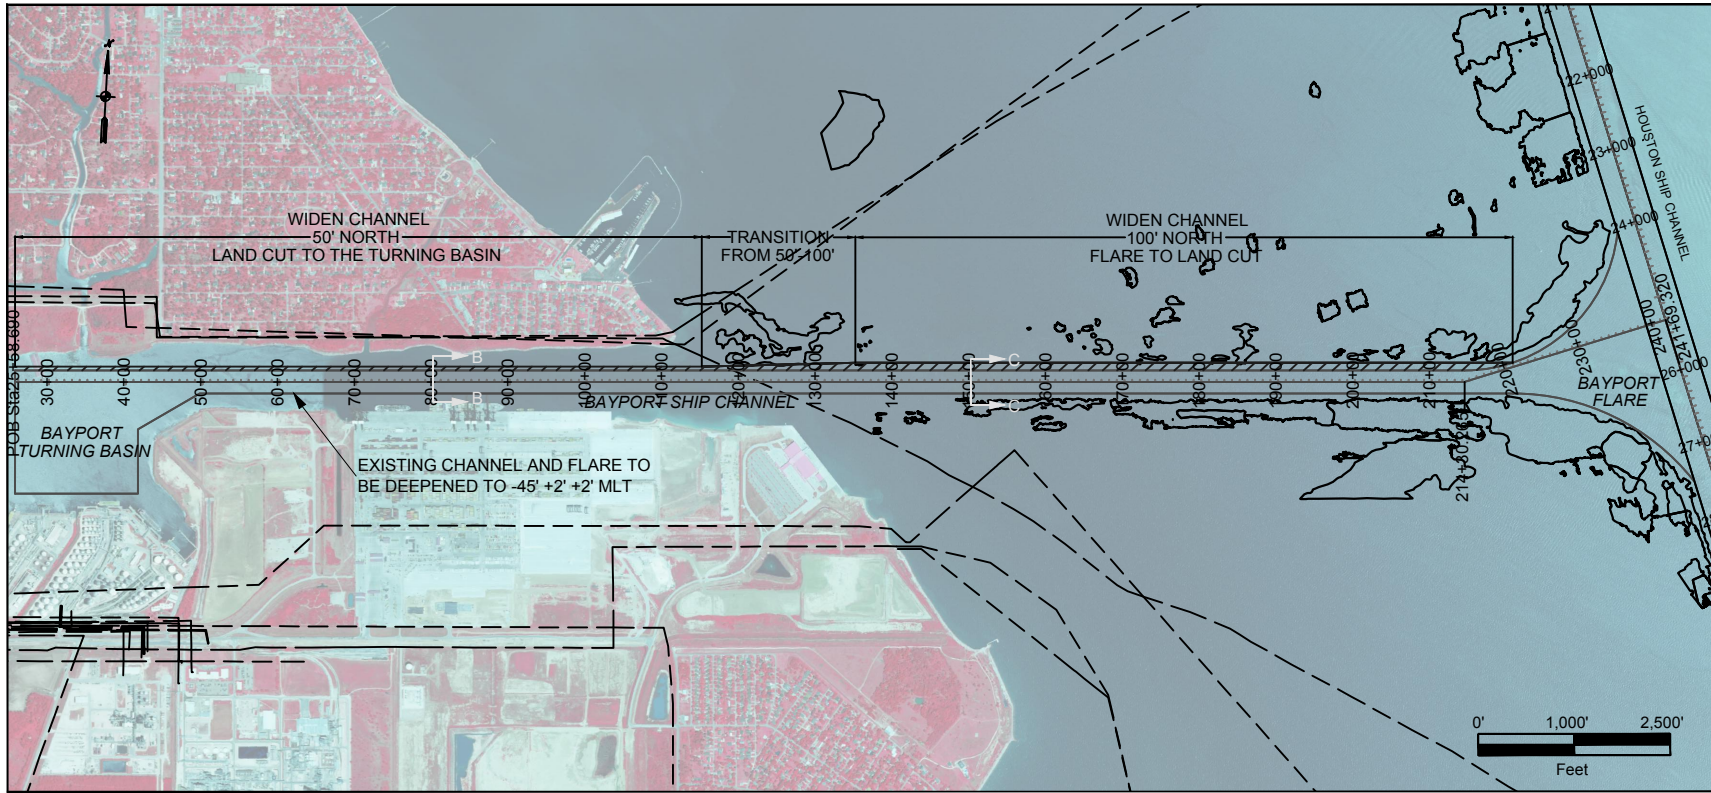 WIDEN CHANNEL
50' NORTH
LAND CUT TO THE TURNING BASIN
TRANSITION
FROM 50'-100'
WIDEN CHANNEL
100' NORTH
FLARE TO LAND CUT
22+000
23+000
24+000
HOUSTON SHIP CHANNEL
241+69.320
240+00
230+00
26+000
27+000
30+00
40+00
50+00
60+00
70+00
80+00
90+00
100+00
110+00
120+00
130+00
140+00
150+00
160+00
170+00
180+00
190+00
200+00
210+00
220+00
B
B
C
C
BAYPORT SHIP CHANNEL
BAYPORT
FLARE
BAYPORT
TURNING BASIN
EXISTING CHANNEL AND FLARE TO
BE DEEPENED TO -45' +2' +2' MLT
0'
1,000'
2,500'
Feet